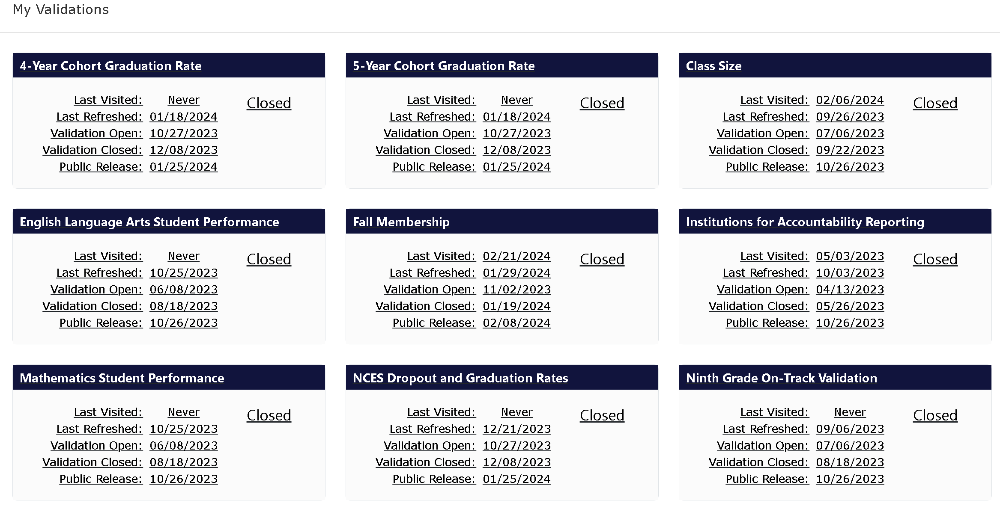 My Validations
4-Year Cohort Graduation Rate
Last Visited: Never Closed
Last Refreshed: 01/18/2024
Validation Open: 10/27/2023
Validation Closed: 12/08/2023
Public Release: 01/25/2024
5-Year Cohort Graduation Rate
Last Visited: Never Closed
Last Refreshed: 01/18/2024
Validation Open: 10/27/2023
Validation Closed: 12/08/2023
Public Release: 01/25/2024
Class Size
Last Visited: 02/06/2024 Closed
Last Refreshed: 09/26/2023
Validation Open: 07/06/2023
Validation Closed: 09/22/2023
Public Release: 10/26/2023
English Language Arts Student Performance
Last Visited: Never Closed
Last Refreshed: 10/25/2023
Validation Open: 06/08/2023
Validation Closed: 08/18/2023
Public Release: 10/26/2023
Fall Membership
Last Visited: 02/21/2024 Closed
Last Refreshed: 01/29/2024
Validation Open: 11/02/2023
Validation Closed: 01/19/2024
Public Release: 02/08/2024
Institutions for Accountability Reporting
Last Visited: 05/03/2023 Closed
Last Refreshed: 10/03/2023
Validation Open: 04/13/2023
Validation Closed: 05/26/2023
Public Release: 10/26/2023
Mathematics Student Performance
Last Visited: Never Closed
Last Refreshed: 10/25/2023
Validation Open: 06/08/2023
Validation Closed: 08/18/2023
Public Release: 10/26/2023
NCES Dropout and Graduation Rates
Last Visited: Never Closed
Last Refreshed: 12/21/2023
Validation Open: 10/27/2023
Validation Closed: 12/08/2023
Public Release: 01/25/2024
Ninth Grade On-Track Validation
Last Visited: Never Closed
Last Refreshed: 09/06/2023
Validation Open: 07/06/2023
Validation Closed: 08/18/2023
Public Release: 10/26/2023